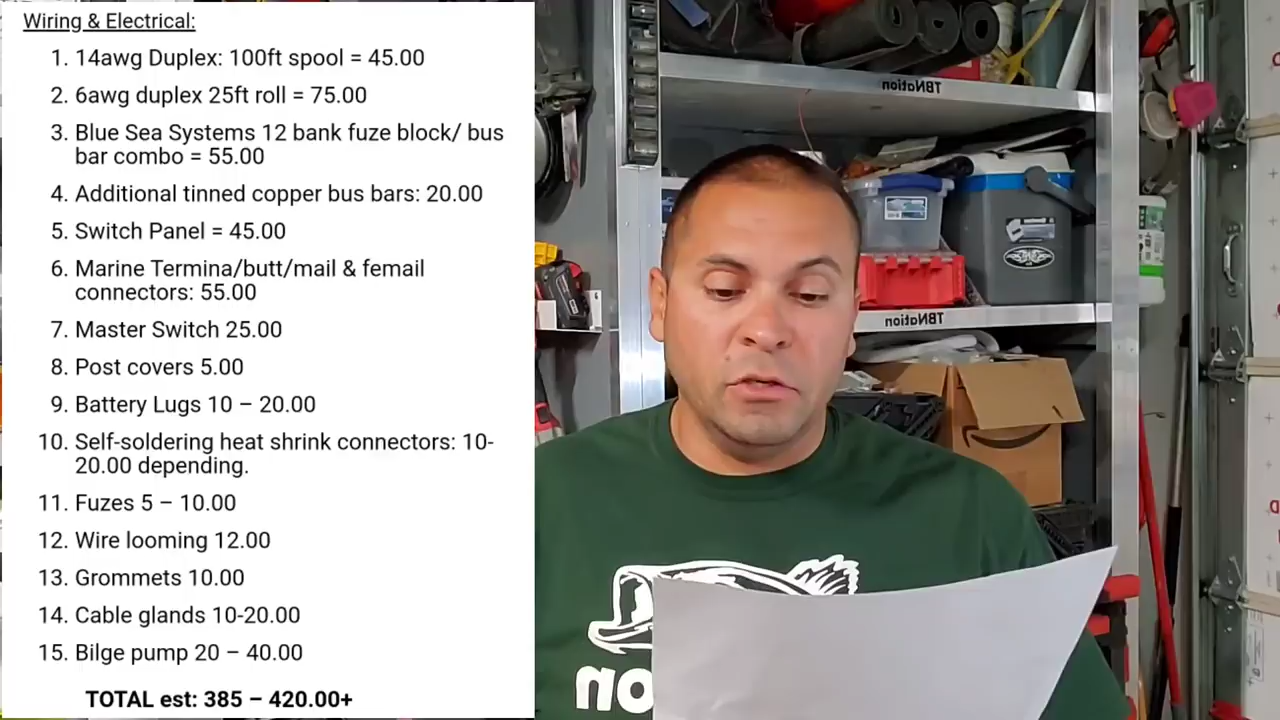 Wiring & Electrical:
1. 14awg Duplex: 100ft spool = 45.00
2. 6awg duplex 25ft roll = 75.00
3. Blue Sea Systems 12 bank fuze block/ bus
bar combo = 55.00
4. Additional tinned copper bus bars: 20.00
5. Switch Panel = 45.00
6. Marine Termina/butt/mail & femail
connectors: 55.00
7. Master Switch 25.00
8. Post covers 5.00
9. Battery Lugs 10 – 20.00
10. Self-soldering heat shrink connectors: 10-
20.00 depending.
11. Fuzes 5 – 10.00
12. Wire looming 12.00
13. Grommets 10.00
14. Cable glands 10-20.00
15. Bilge pump 20 – 40.00
TOTAL est: 385 – 420.00+
TBNation
TBNation
no